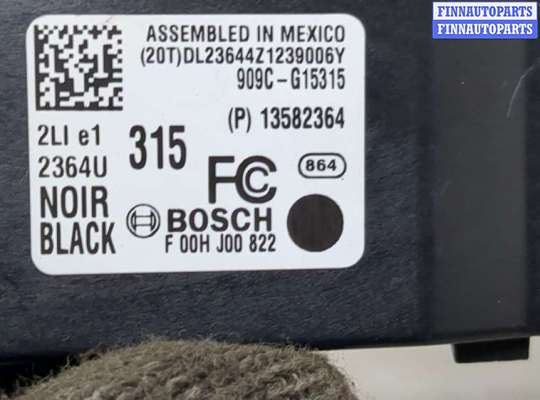 FINNAUTOPARTS
FINNAUTOPARTS
ASSEMBLED IN MEXICO
(20T)DL23644Z1239006Y
909C-G15315
(P) 13582364
2LI e1
315
2364U
FC
864
NOIR
BLACK
BOSCH
F 00H J00 822